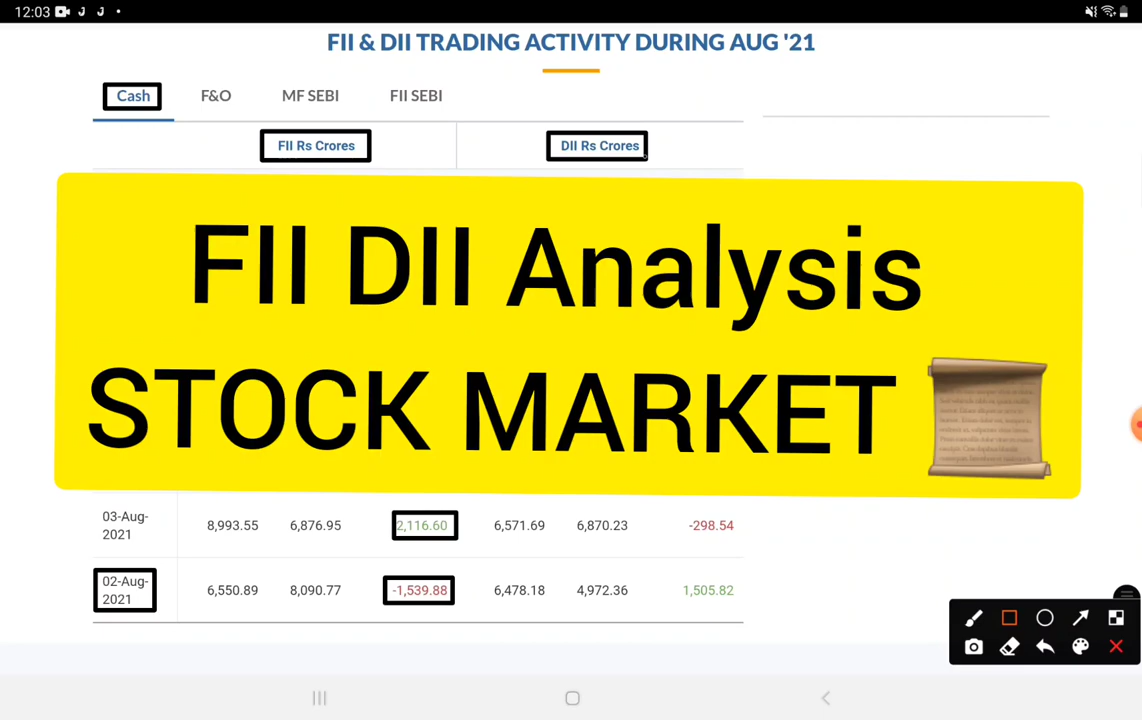 12:03
FII & DII TRADING ACTIVITY DURING AUG '21
Cash F&O MF SEBI FII SEBI
FII Rs Crores DII Rs Crores
FII DII Analysis
STOCK MARKET
03-Aug-
2021 8,993.55 6,876.95 2,116.60 6,571.69 6,870.23 -298.54
02-Aug-
2021 6,550.89 8,090.77 -1,539.88 6,478.18 4,972.36 1,505.82